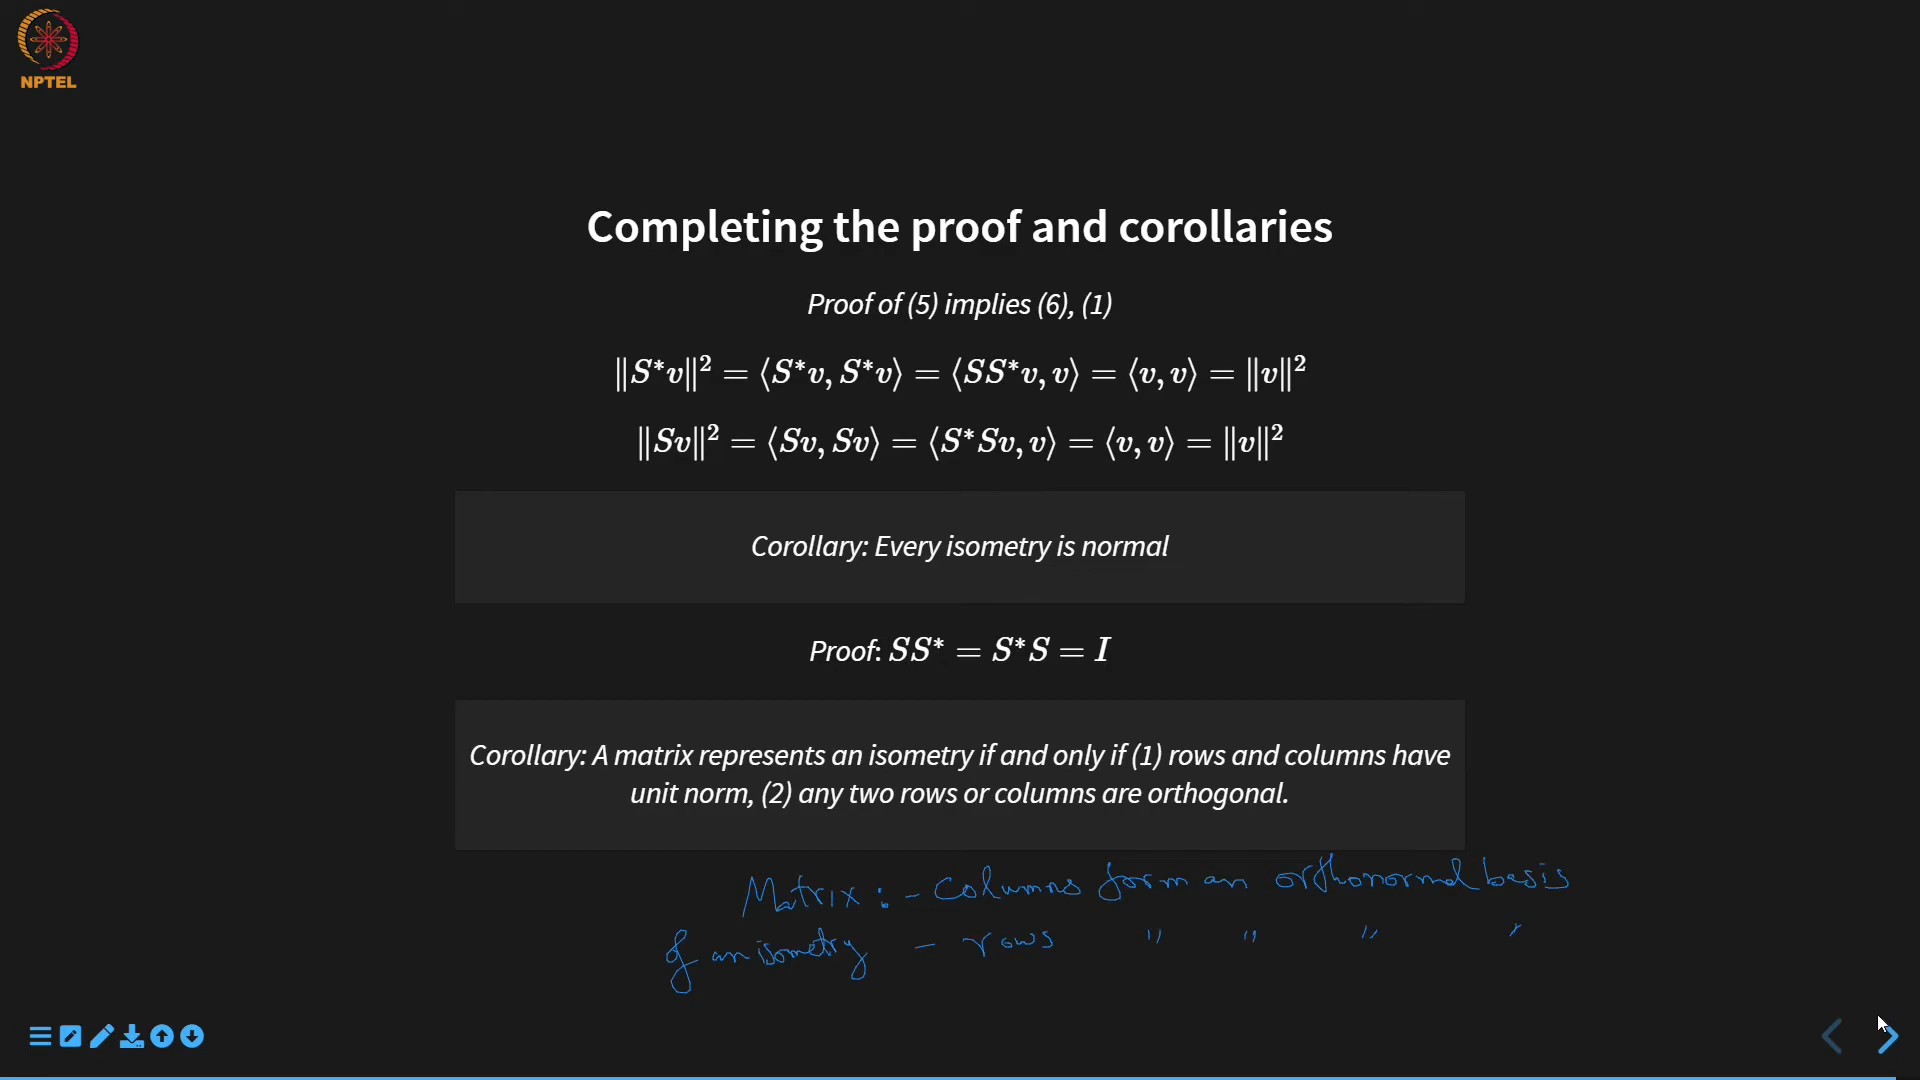 NPTEL
Completing the proof and corollaries
Proof of (5) implies (6), (1)
‖S*v‖² = ⟨S*v, S*v⟩ = ⟨SS*v, v⟩ = ⟨v, v⟩ = ‖v‖²
‖Sv‖² = ⟨Sv, Sv⟩ = ⟨S*Sv, v⟩ = ⟨v, v⟩ = ‖v‖²
Corollary: Every isometry is normal
Proof: SS* = S*S = I
Corollary: A matrix represents an isometry if and only if (1) rows and columns have
unit norm, (2) any two rows or columns are orthogonal.
Matrix : - Columns form an orthonormal basis
of an isometry - rows " " " "